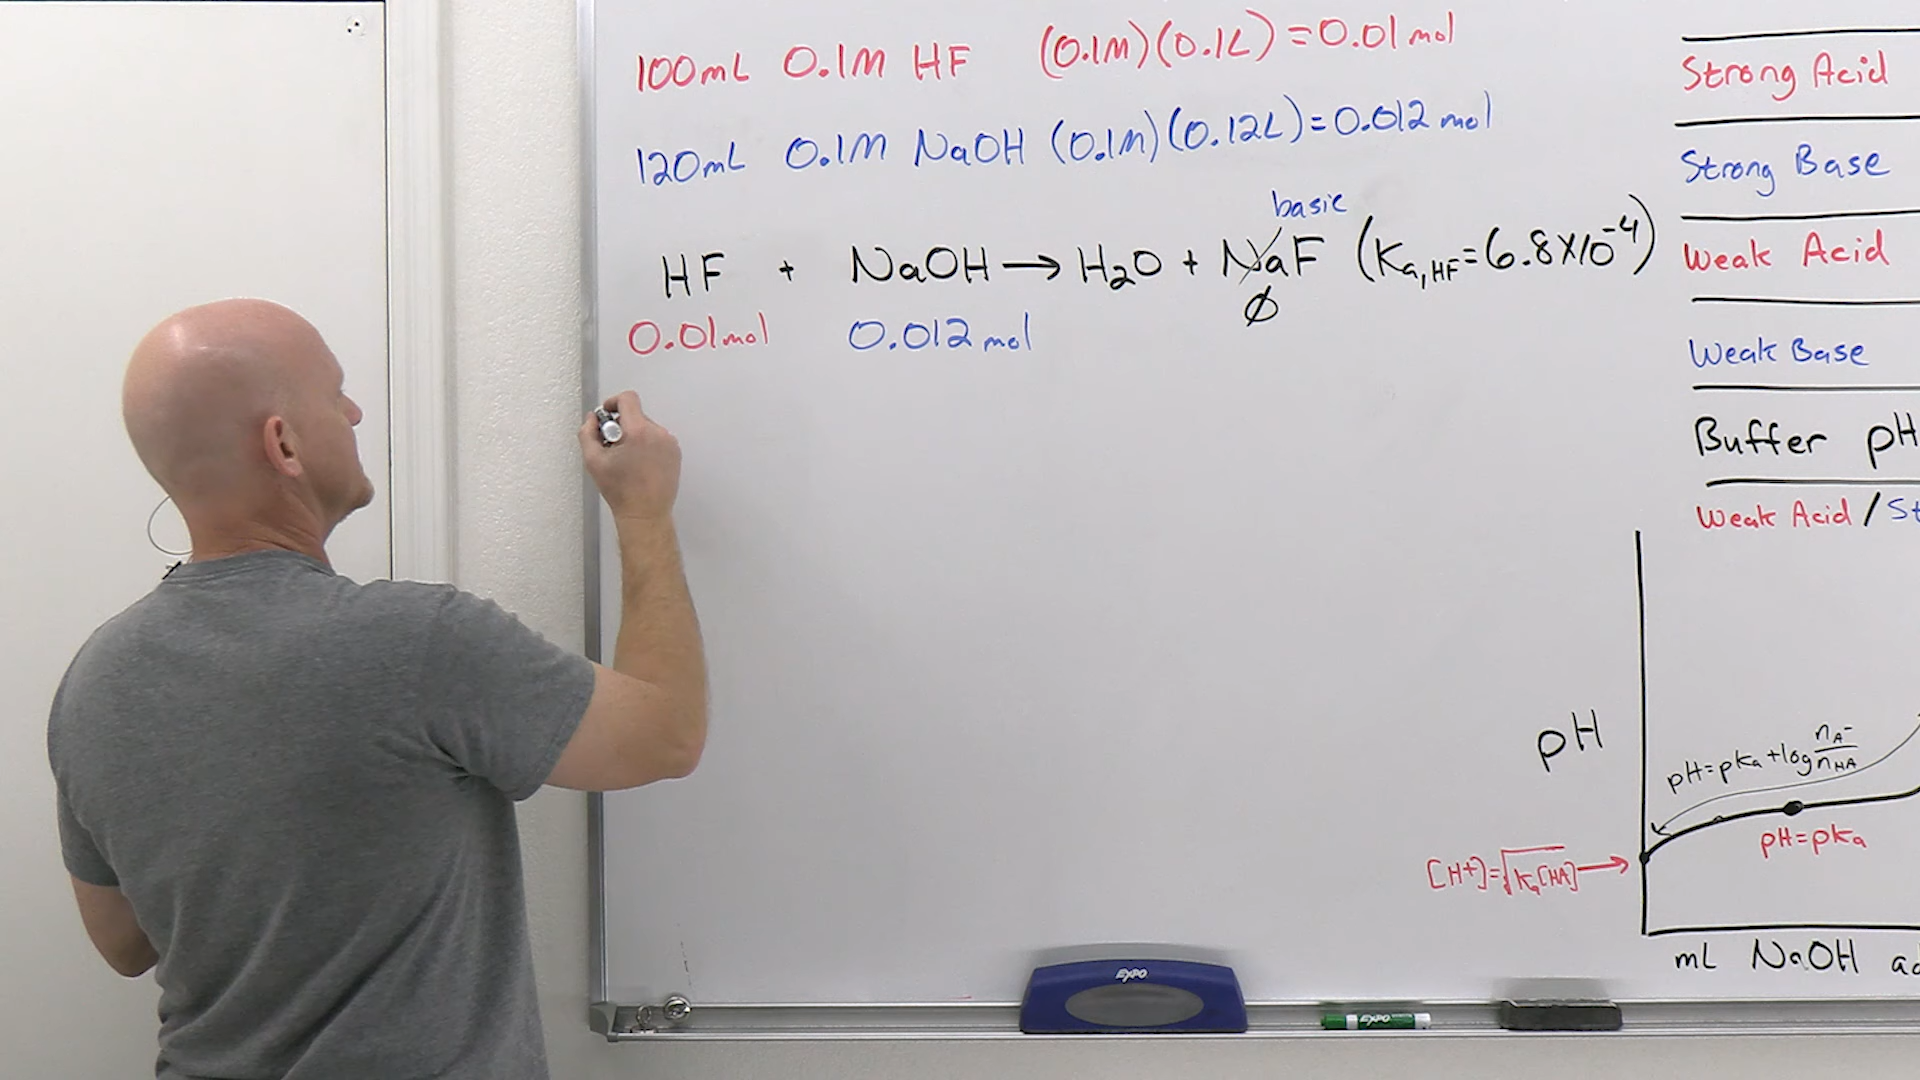 100mL 0.1M HF (0.1M)(0.1L)=0.01 mol
120mL 0.1M NaOH (0.1M)(0.12L)=0.012 mol
basic
HF + NaOH → H2O + NaF (Ka,HF=6.8×10⁻⁴)
Ø
0.01mol 0.012 mol
Strong Acid
Strong Base
Weak Acid
Weak Base
Buffer pH
Weak Acid / St
pH
pH=pKa+log nA-/nHA
pH=pKa
[H+]=√Ka[HA] →
mL NaOH ad
EXPO
EXPO